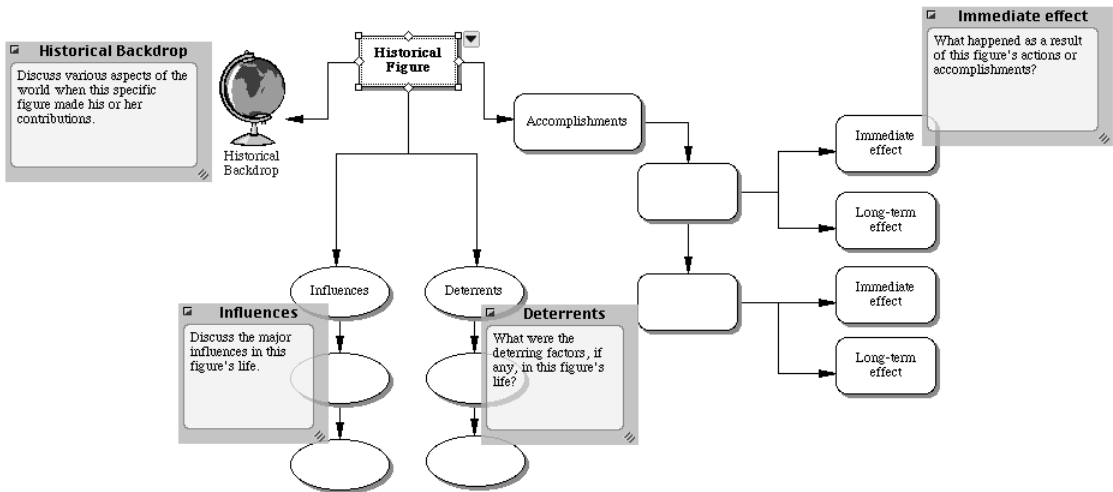 Historical Backdrop
Discuss various aspects of the
world when this specific
figure made his or her
contributions.
Historical
Backdrop
Historical
Figure
Accomplishments
Immediate effect
What happened as a result
of this figure's actions or
accomplishments?
Immediate
effect
Long-term
effect
Immediate
effect
Long-term
effect
Influences
Deterrents
Influences
Discuss the major
influences in this
figure's life.
Deterrents
What were the
deterring factors, if
any, in this figure's
life?